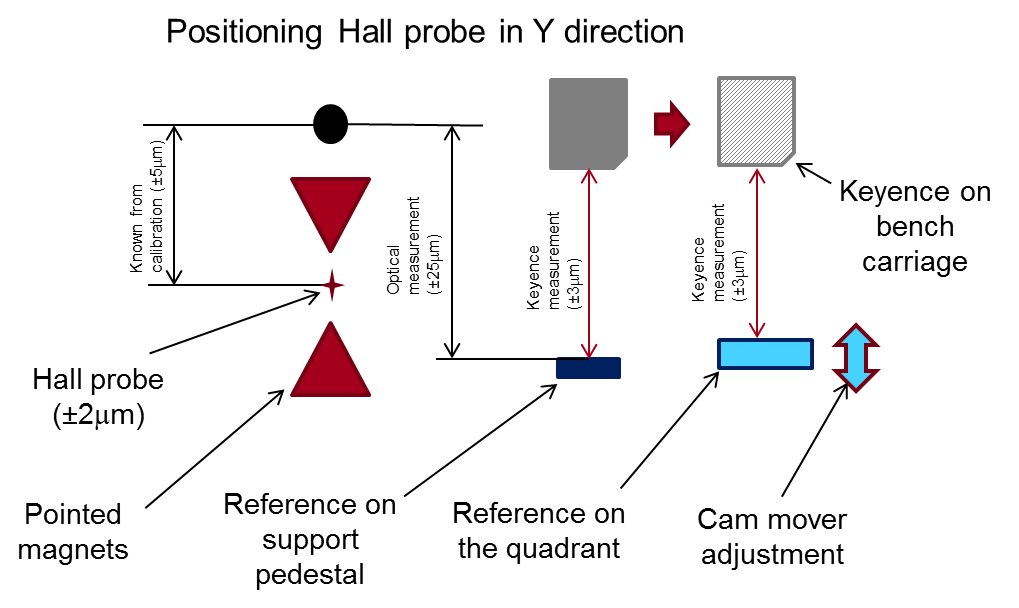 Positioning Hall probe in Y direction
Known from
calibration (±5μm)
Optical
measurement
(±25μm)
Keyence
measurement
(±3μm)
Keyence
measurement
(±3μm)
Keyence on
bench
carriage
Hall probe
(±2μm)
Pointed
magnets
Reference on
support
pedestal
Reference on
the quadrant
Cam mover
adjustment